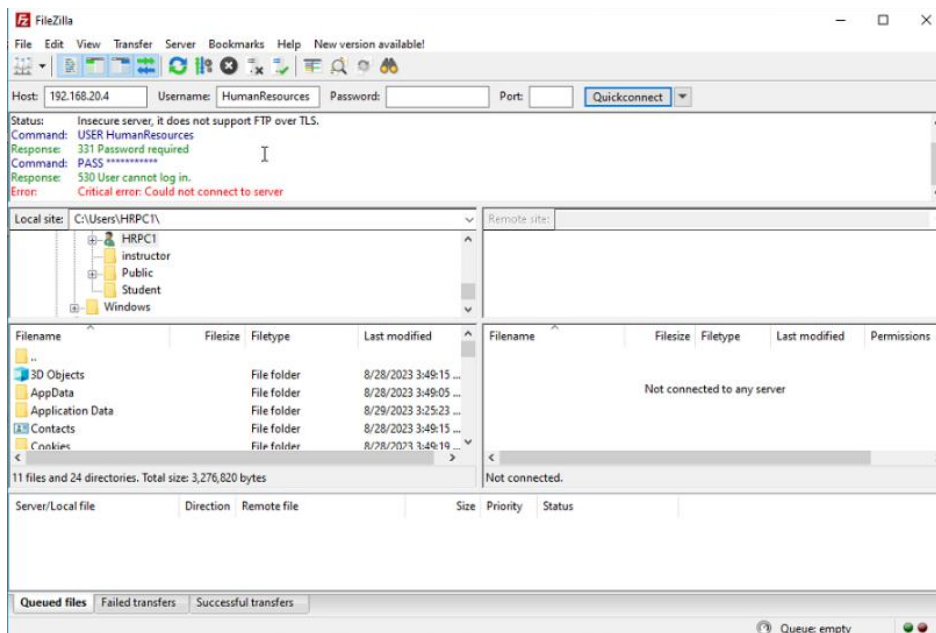 FileZilla
File Edit View Transfer Server Bookmarks Help New version available!
Host: 192.168.20.4 Username: HumanResources Password: Port: Quickconnect
Status: Insecure server, it does not support FTP over TLS.
Command: USER HumanResources
Response: 331 Password required
Command: PASS ***********
Response: 530 User cannot log in.
Error: Critical error: Could not connect to server
Local site: C:\Users\HRPC1\ Remote site:
HRPC1
instructor
Public
Student
Windows
Filename Filesize Filetype Last modified Filename Filesize Filetype Last modified Permissions
..
3D Objects File folder 8/28/2023 3:49:15 ...
AppData File folder 8/28/2023 3:49:05 ...
Application Data File folder 8/29/2023 3:25:23 ...
Contacts File folder 8/28/2023 3:49:15 ...
Cookies File folder 8/28/2023 3:49:19 ...
Not connected to any server
11 files and 24 directories. Total size: 3,276,820 bytes Not connected.
Server/Local file Direction Remote file Size Priority Status
Queued files Failed transfers Successful transfers
Queue: empty